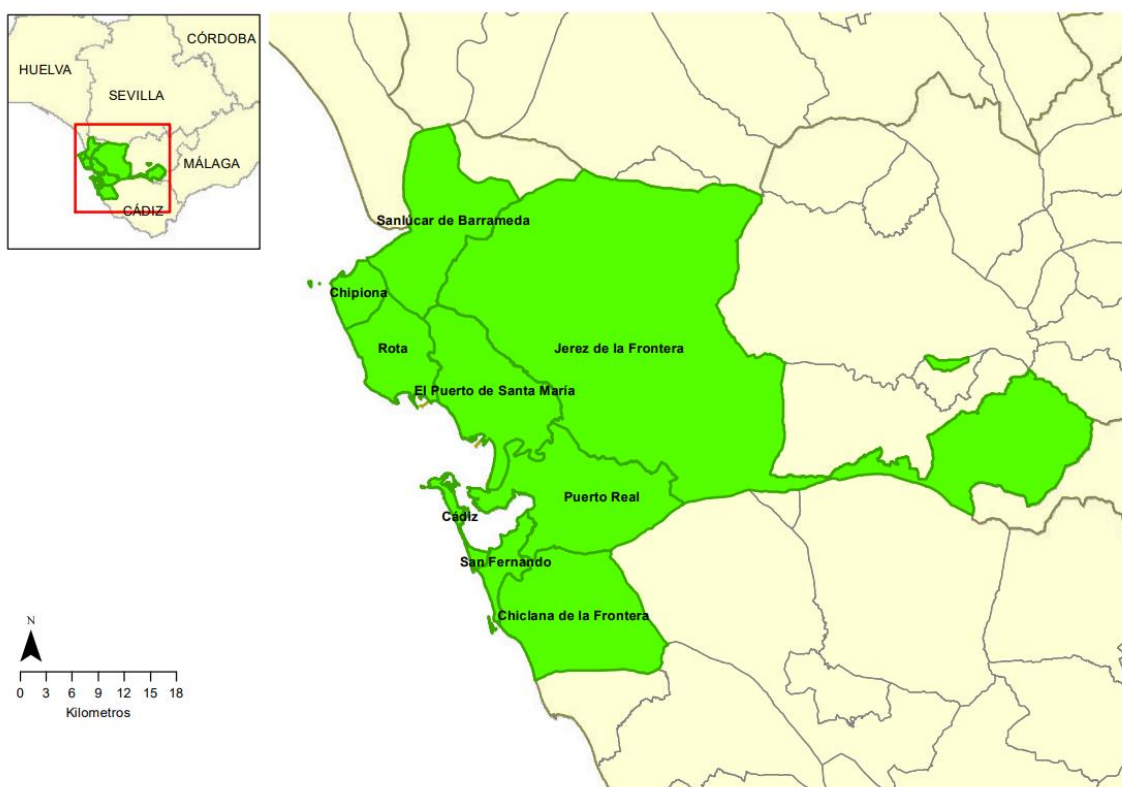 CÓRDOBA
HUELVA
SEVILLA
MÁLAGA
CÁDIZ
Sanlúcar de Barrameda
Chipiona
Rota
Jerez de la Frontera
El Puerto de Santa María
Puerto Real
Cádiz
San Fernando
Chiclana de la Frontera
N
0 3 6 9 12 15 18
Kilometros